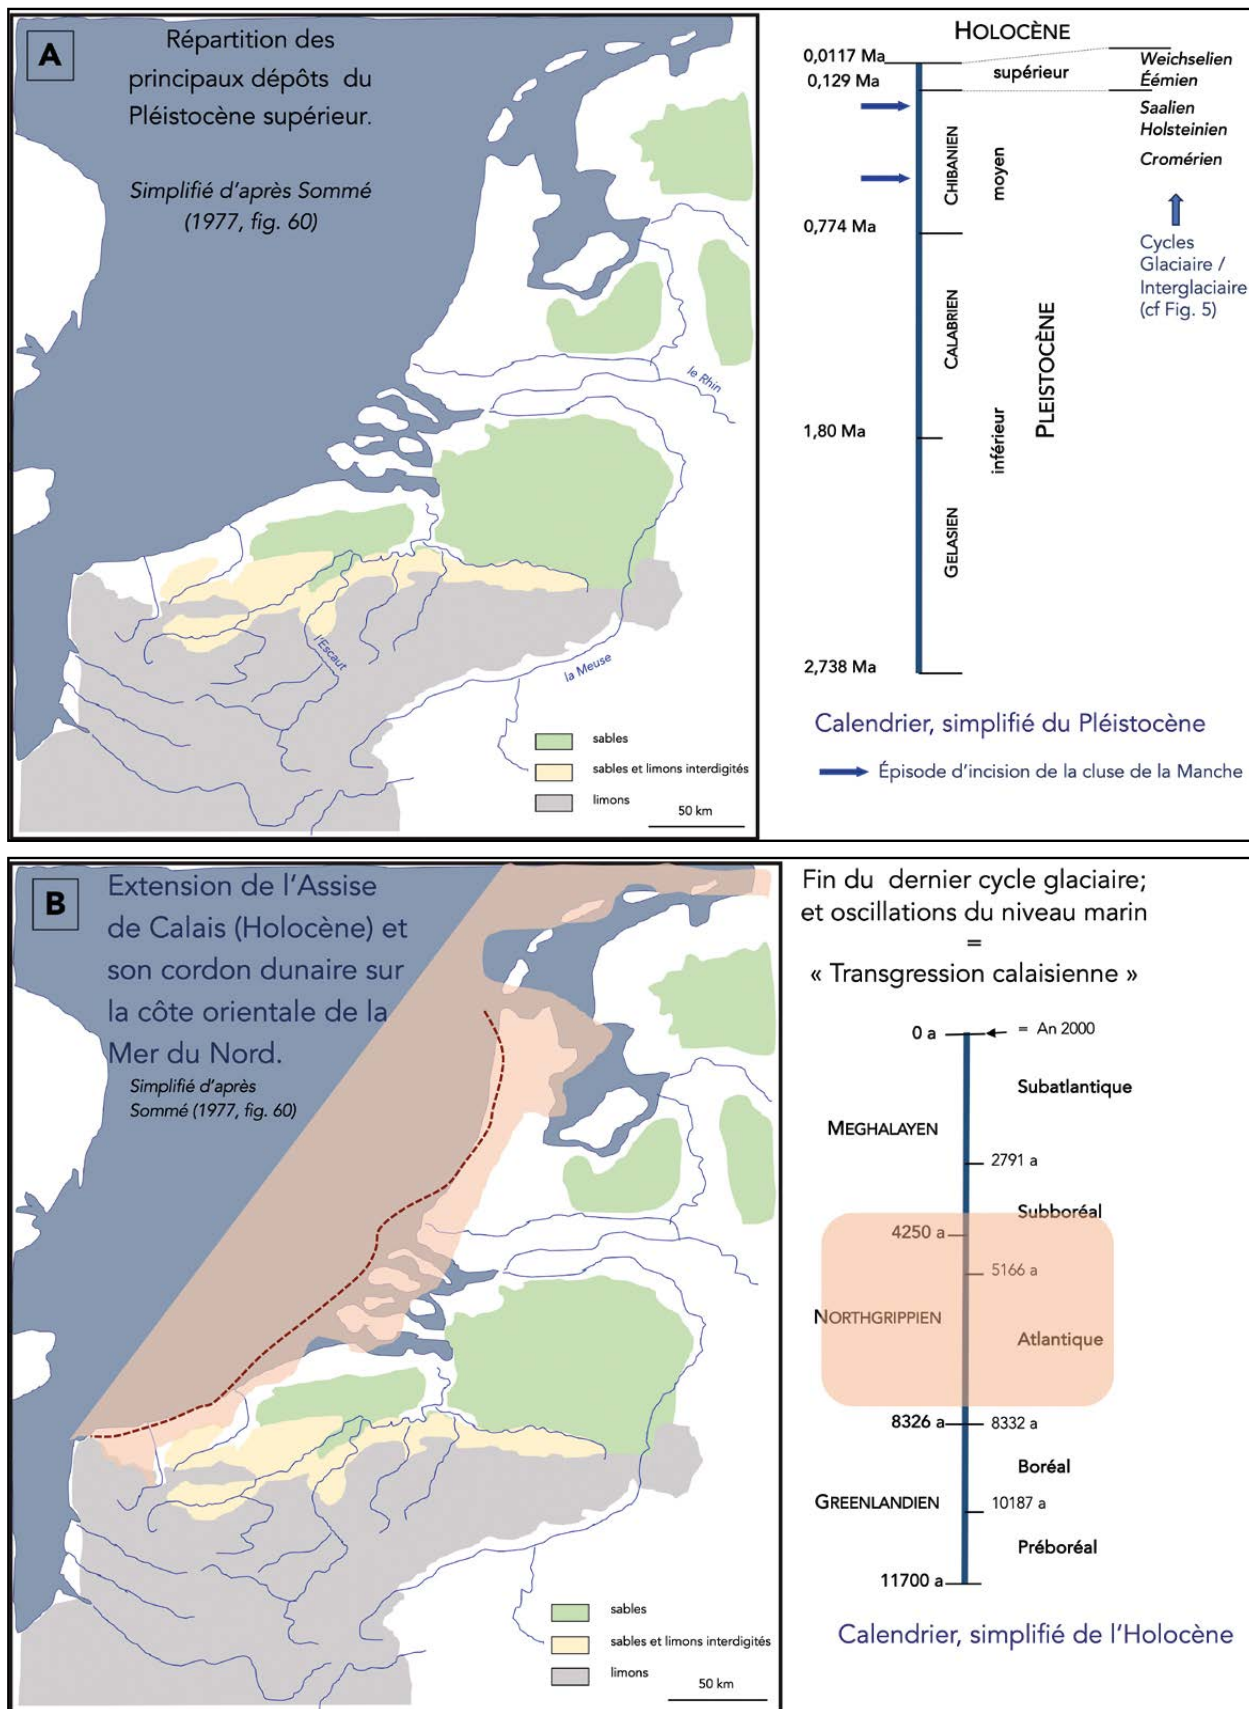 A
Répartition des
principaux dépôts du
Pléistocène supérieur.
Simplifié d'après Sommé
(1977, fig. 60)
le Rhin
l'Escaut
la Meuse
sables
sables et limons interdigités
limons
50 km
HOLOCÈNE
0,0117 Ma
0,129 Ma
supérieur
Weichselien
Éémien
Saalien
Holsteinien
Cromérien
CHIBANIEN
moyen
0,774 Ma
Cycles
Glaciaire /
Interglaciaire
(cf Fig. 5)
CALABRIEN
PLEISTOCÈNE
1,80 Ma
inférieur
GELASIEN
2,738 Ma
Calendrier, simplifié du Pléistocène
Épisode d'incision de la cluse de la Manche
B
Extension de l'Assise
de Calais (Holocène) et
son cordon dunaire sur
la côte orientale de la
Mer du Nord.
Simplifié d'après
Sommé (1977, fig. 60)
sables
sables et limons interdigités
limons
50 km
Fin du dernier cycle glaciaire;
et oscillations du niveau marin
=
« Transgression calaisienne »
0 a
= An 2000
Subatlantique
MEGHALAYEN
2791 a
Subboréal
4250 a
5166 a
NORTHGRIPPIEN
Atlantique
8326 a
8332 a
Boréal
GREENLANDIEN
10187 a
Préboréal
11700 a
Calendrier, simplifié de l'Holocène